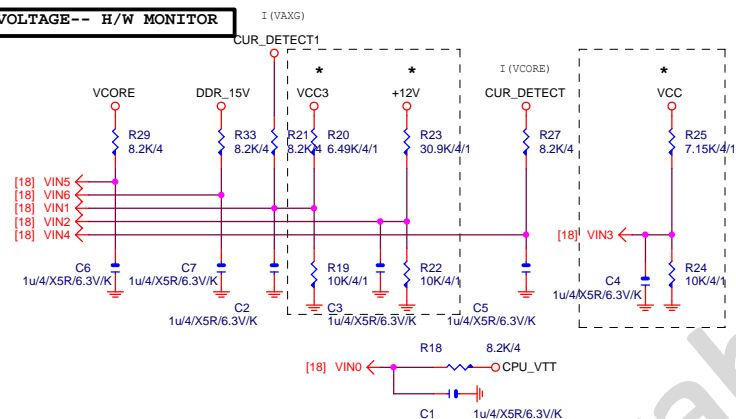 VOLTAGE-- H/W MONITOR
I(VAXG)
CUR_DETECT1
* * *
I(VCORE)
VCORE DDR_15V VCC3 +12V CUR_DETECT VCC
R29 R33 R21 R20 R23 R27 R25
8.2K/4 8.2K/4 8.2K/4 6.49K/4/1 30.9K/4/1 8.2K/4 7.15K/4/1
[18] VIN5
[18] VIN6
[18] VIN1
[18] VIN2
[18] VIN4
[18] VIN3
C6 C7 R19 R22 C4 R24
1u/4/X5R/6.3V/K 1u/4/X5R/6.3V/K 10K/4/1 10K/4/1 1u/4/X5R/6.3V/K 10K/4/1
C2 C3 C5
1u/4/X5R/6.3V/K 1u/4/X5R/6.3V/K 1u/4/X5R/6.3V/K
R18 8.2K/4
[18] VIN0 CPU_VTT
C1 1u/4/X5R/6.3V/K